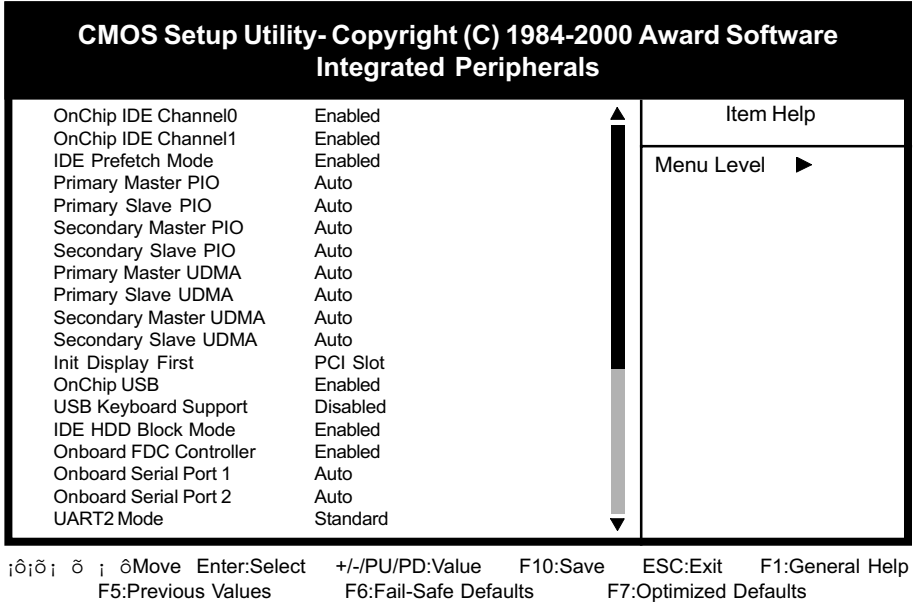 CMOS Setup Utility- Copyright (C) 1984-2000 Award Software
Integrated Peripherals
OnChip IDE Channel0 Enabled
OnChip IDE Channel1 Enabled
IDE Prefetch Mode Enabled
Primary Master PIO Auto
Primary Slave PIO Auto
Secondary Master PIO Auto
Secondary Slave PIO Auto
Primary Master UDMA Auto
Primary Slave UDMA Auto
Secondary Master UDMA Auto
Secondary Slave UDMA Auto
Init Display First PCI Slot
OnChip USB Enabled
USB Keyboard Support Disabled
IDE HDD Block Mode Enabled
Onboard FDC Controller Enabled
Onboard Serial Port 1 Auto
Onboard Serial Port 2 Auto
UART2 Mode Standard
Item Help
Menu Level ▶
¡ô¡õ¡ õ ¡ ôMove Enter:Select +/-/PU/PD:Value F10:Save ESC:Exit F1:General Help
F5:Previous Values F6:Fail-Safe Defaults F7:Optimized Defaults